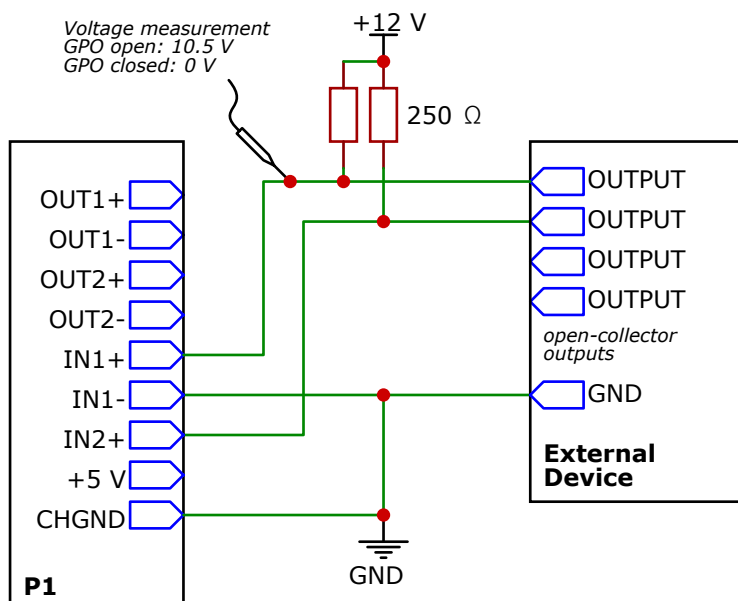 Voltage measurement
GPO open: 10.5 V
GPO closed: 0 V
+12 V
250 Ω
OUT1+
OUT1-
OUT2+
OUT2-
IN1+
IN1-
IN2+
+5 V
CHGND
P1
GND
OUTPUT
OUTPUT
OUTPUT
OUTPUT
open-collector
outputs
GND
External
Device